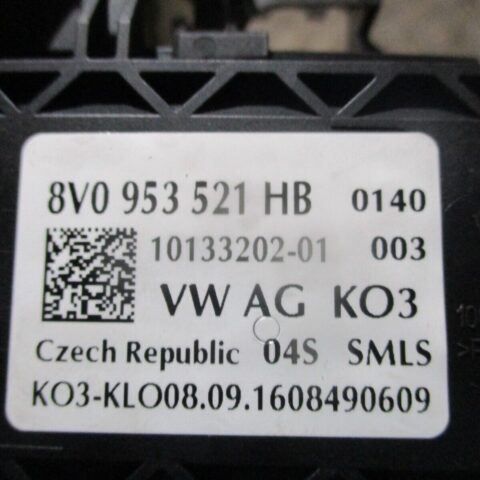 8V0 953 521 HB 0140
10133202-01 003
VW AG KO3
Czech Republic 04S SMLS
KO3-KLO08.09.1608490609